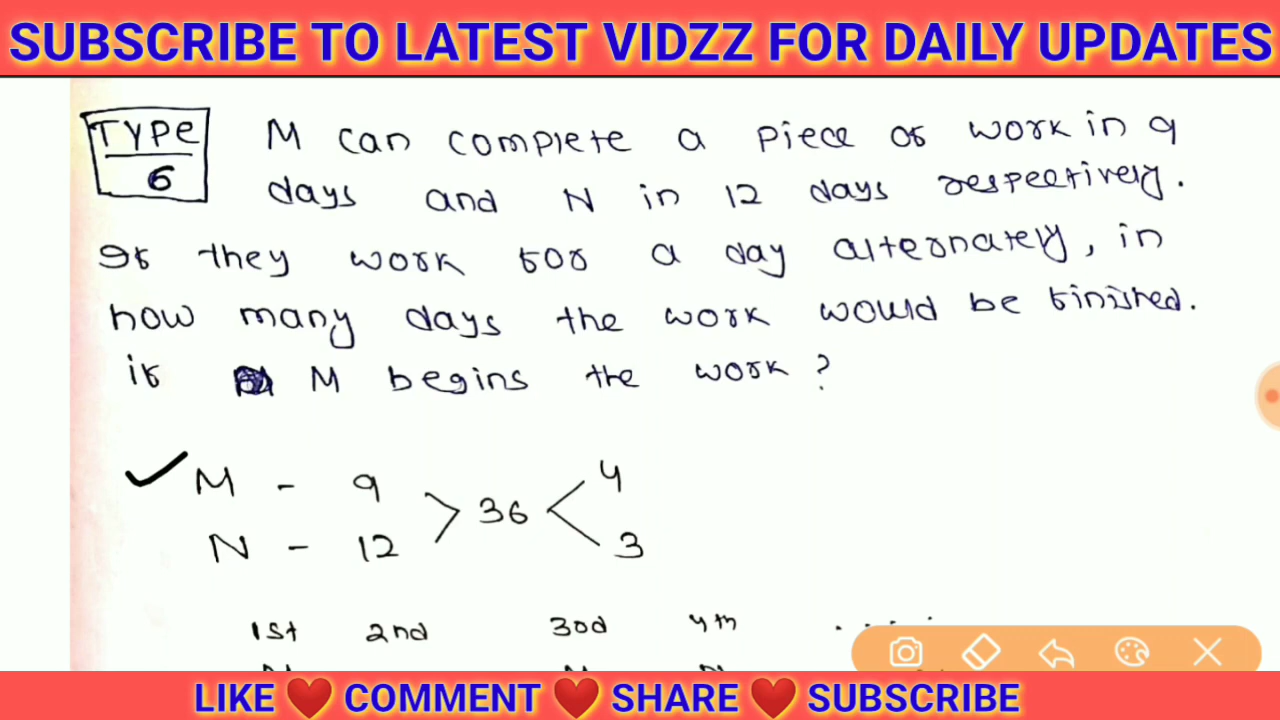 SUBSCRIBE TO LATEST VIDZZ FOR DAILY UPDATES
TYPE
6
M can complete a piece of work in 9
days and N in 12 days respectively.
If they work for a day alternately, in
how many days the work would be finished.
if M begins the work ?
M - 9
N - 12
36
4
3
1st 2nd 3rd 4th . . . . .
LIKE ❤ COMMENT ❤ SHARE ❤ SUBSCRIBE